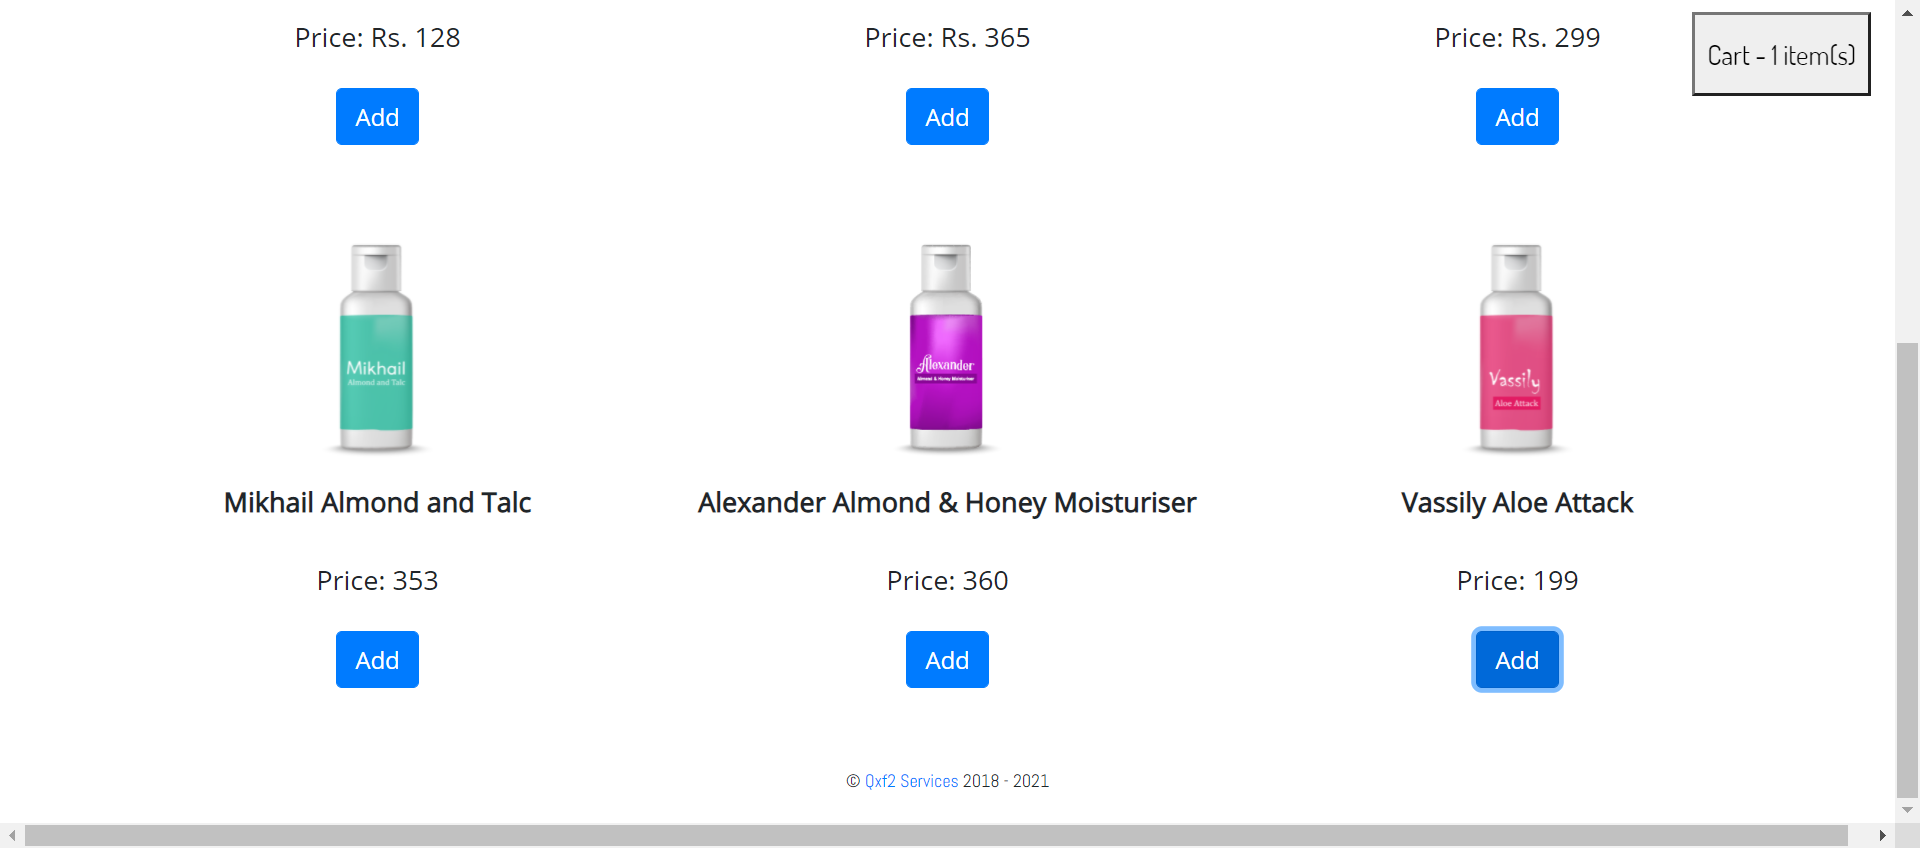 Price: Rs. 128
Price: Rs. 365
Price: Rs. 299
Cart - 1 item(s)
Add
Add
Add
Mikhail
Almond and Talc
Alexander
Almond & Honey Moisturiser
Vassily
Aloe Attack
Mikhail Almond and Talc
Alexander Almond & Honey Moisturiser
Vassily Aloe Attack
Price: 353
Price: 360
Price: 199
Add
Add
Add
© Qxf2 Services 2018 - 2021